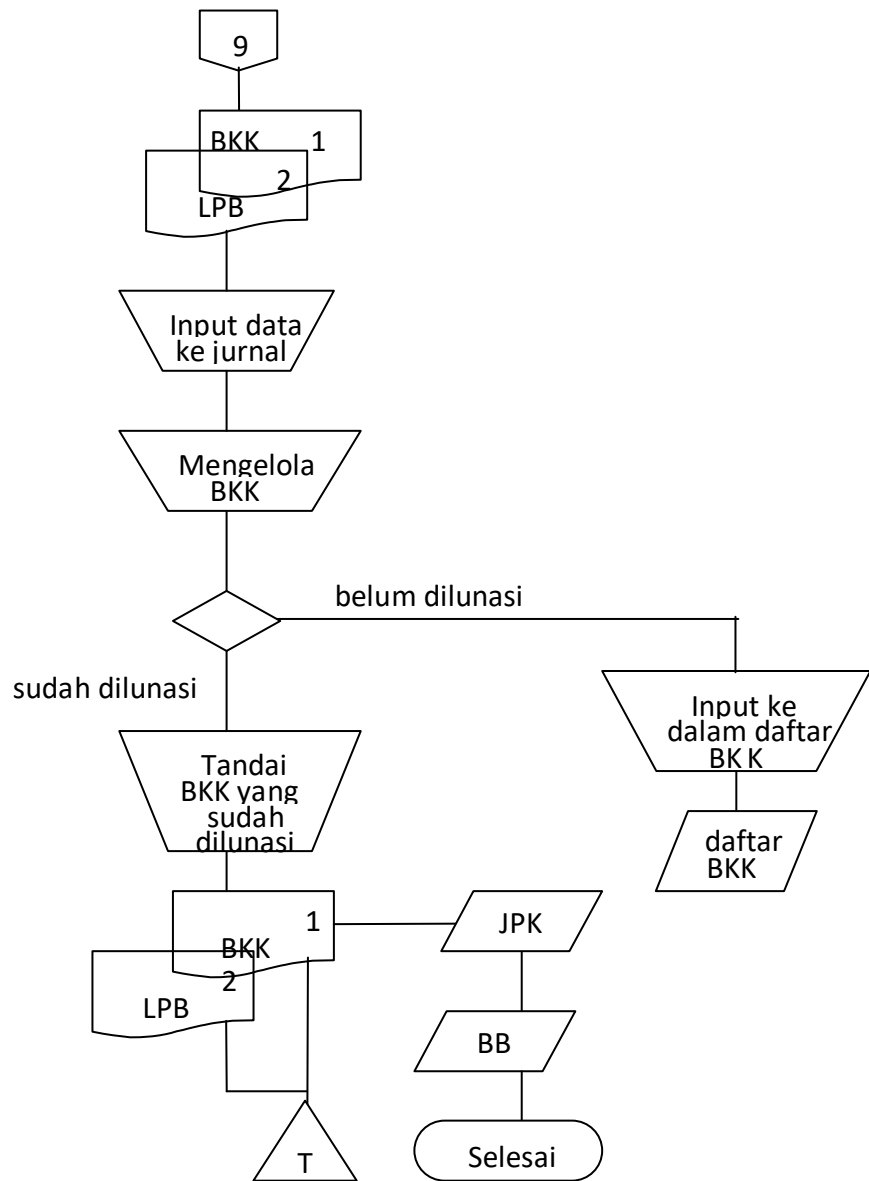 9
BKK 1
2
LPB
Input data
ke jurnal
Mengelola
BKK
belum dilunasi
sudah dilunasi
Input ke
dalam daftar
BKK
Tandai
BKK yang
sudah
dilunasi
daftar
BKK
1
BKK
2
LPB
JPK
BB
T
Selesai